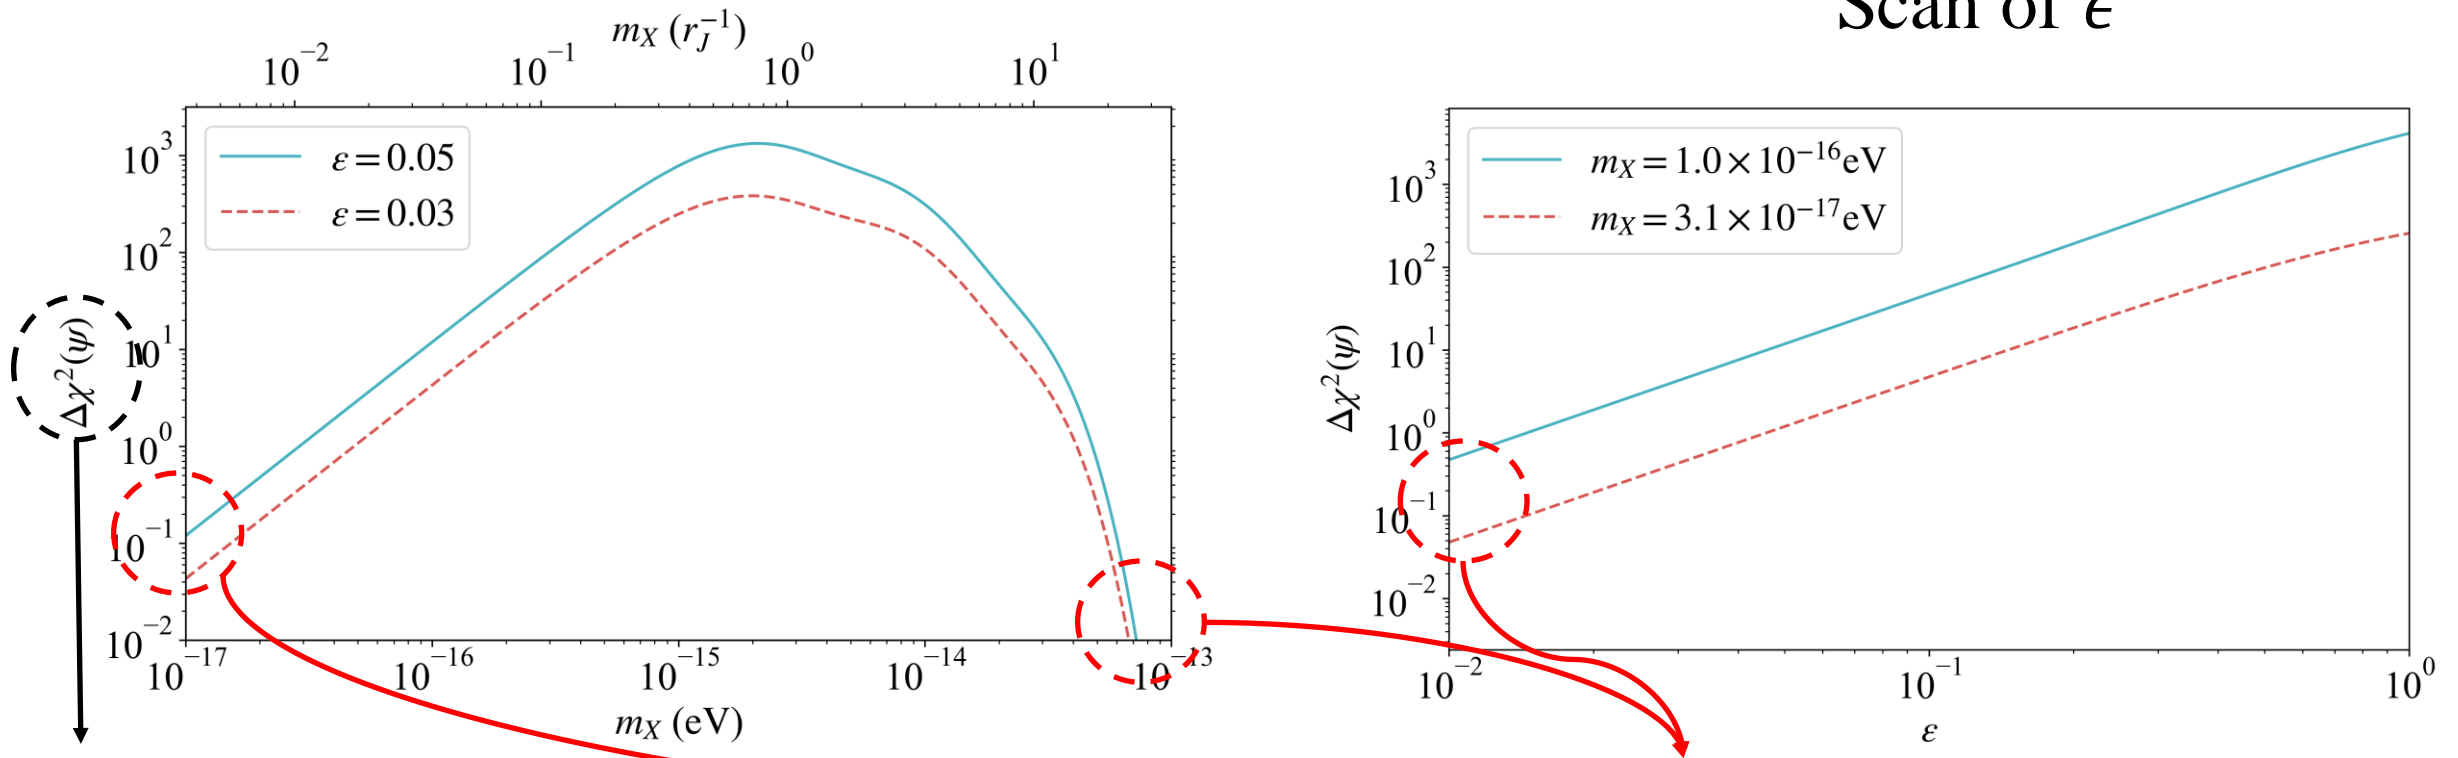 Scan of ϵ
m_X (r_J^{-1})
10^{-2} 10^{-1} 10^0 10^1
ε = 0.05
ε = 0.03
10^3
10^2
10^1
10^0
10^{-1}
10^{-2}
Δχ²(ψ)
10^{-17} 10^{-16} 10^{-15} 10^{-14} 10^{-13}
m_X (eV)
m_X = 1.0 × 10^{-16} eV
m_X = 3.1 × 10^{-17} eV
10^3
10^2
10^1
10^0
10^{-1}
10^{-2}
Δχ²(ψ)
10^{-2} 10^{-1} 10^0
ε